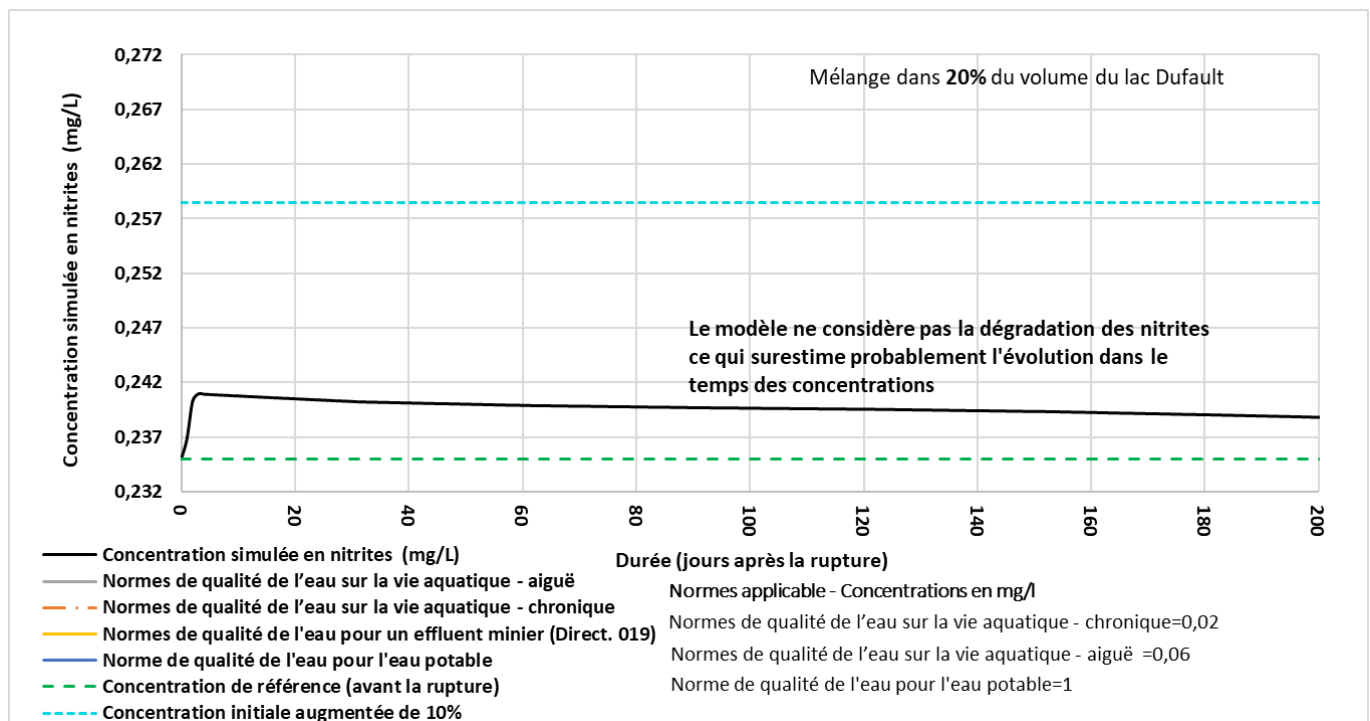 Concentration simulée en nitrites (mg/L)
0,272
0,267
0,262
0,257
0,252
0,247
0,242
0,237
0,232
Mélange dans 20% du volume du lac Dufault
Le modèle ne considère pas la dégradation des nitrites
ce qui surestime probablement l'évolution dans le
temps des concentrations
0
20
40
60
80
100
120
140
160
180
200
Durée (jours après la rupture)
Concentration simulée en nitrites (mg/L)
Normes de qualité de l’eau sur la vie aquatique - aiguë
Normes de qualité de l’eau sur la vie aquatique - chronique
Normes de qualité de l'eau pour un effluent minier (Direct. 019)
Norme de qualité de l'eau pour l'eau potable
Concentration de référence (avant la rupture)
Concentration initiale augmentée de 10%
Normes applicable - Concentrations en mg/l
Normes de qualité de l’eau sur la vie aquatique - chronique=0,02
Normes de qualité de l’eau sur la vie aquatique - aiguë =0,06
Norme de qualité de l'eau pour l'eau potable=1